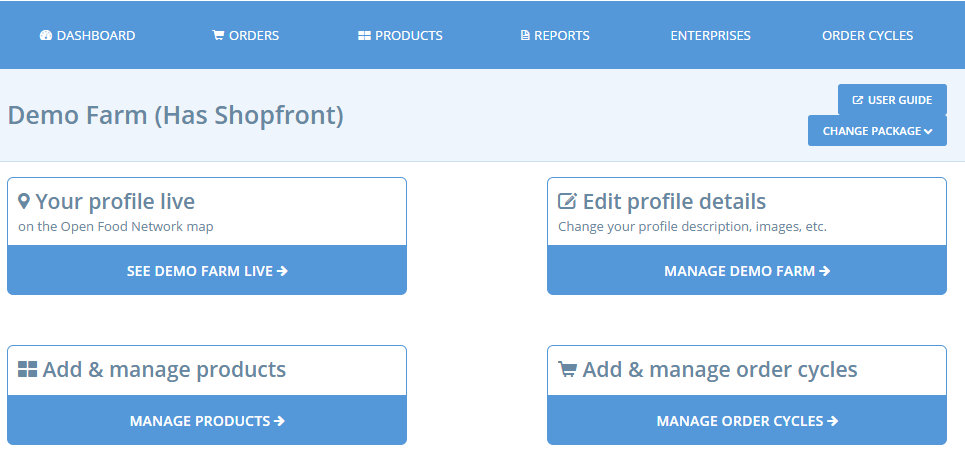 DASHBOARD ORDERS PRODUCTS REPORTS ENTERPRISES ORDER CYCLES
Demo Farm (Has Shopfront)
USER GUIDE
CHANGE PACKAGE
Your profile live
on the Open Food Network map
SEE DEMO FARM LIVE
Edit profile details
Change your profile description, images, etc.
MANAGE DEMO FARM
Add & manage products
MANAGE PRODUCTS
Add & manage order cycles
MANAGE ORDER CYCLES